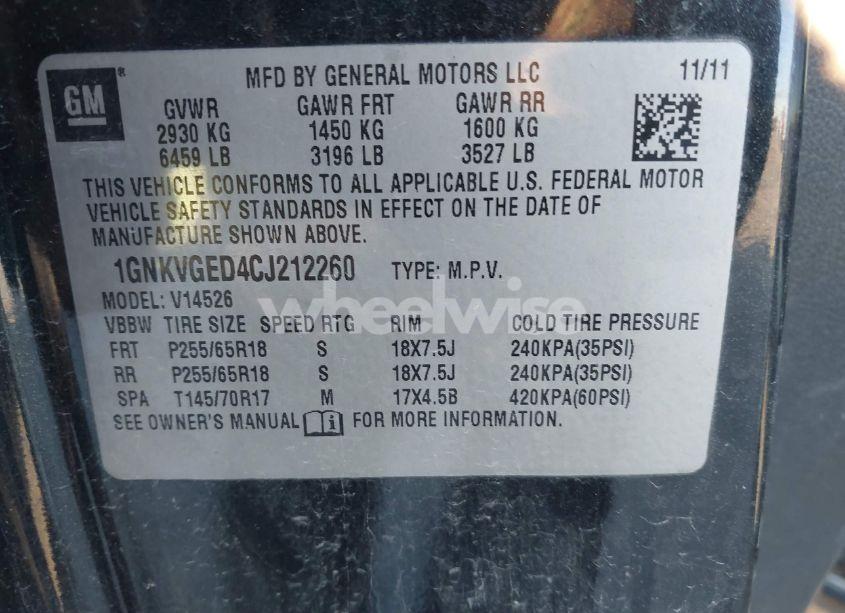 GM ®
MFD BY GENERAL MOTORS LLC 11/11
GVWR GAWR FRT GAWR RR
2930 KG 1450 KG 1600 KG
6459 LB 3196 LB 3527 LB
THIS VEHICLE CONFORMS TO ALL APPLICABLE U.S. FEDERAL MOTOR
VEHICLE SAFETY STANDARDS IN EFFECT ON THE DATE OF
MANUFACTURE SHOWN ABOVE.
1GNKVGED4CJ212260 TYPE: M.P.V.
MODEL: V14526
wheelwise
VBBW TIRE SIZE SPEED RTG RIM COLD TIRE PRESSURE
FRT P255/65R18 S 18X7.5J 240KPA(35PSI)
RR P255/65R18 S 18X7.5J 240KPA(35PSI)
SPA T145/70R17 M 17X4.5B 420KPA(60PSI)
SEE OWNER'S MANUAL i FOR MORE INFORMATION.